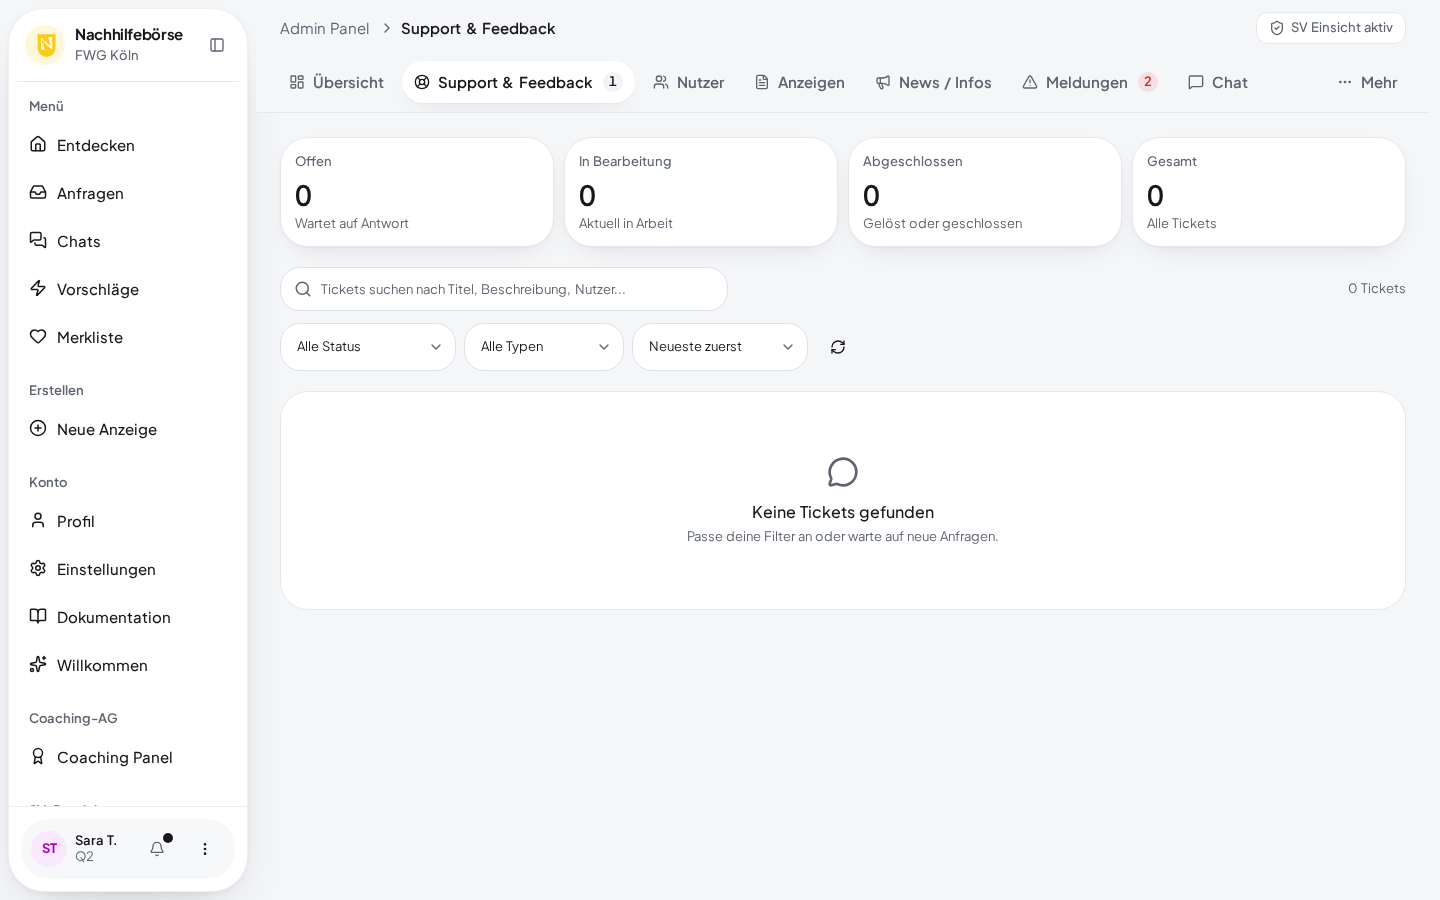 Nachhilfebörse
FWG Köln
Menü
Entdecken
Anfragen
Chats
Vorschläge
Merkliste
Erstellen
Neue Anzeige
Konto
Profil
Einstellungen
Dokumentation
Willkommen
Coaching-AG
Coaching Panel
ST
Sara T.
Q2
Admin Panel > Support & Feedback
SV Einsicht aktiv
Übersicht Support & Feedback 1 Nutzer Anzeigen News / Infos Meldungen 2 Chat ··· Mehr
Offen
0
Wartet auf Antwort
In Bearbeitung
0
Aktuell in Arbeit
Abgeschlossen
0
Gelöst oder geschlossen
Gesamt
0
Alle Tickets
Tickets suchen nach Titel, Beschreibung, Nutzer...
0 Tickets
Alle Status
Alle Typen
Neueste zuerst
Keine Tickets gefunden
Passe deine Filter an oder warte auf neue Anfragen.